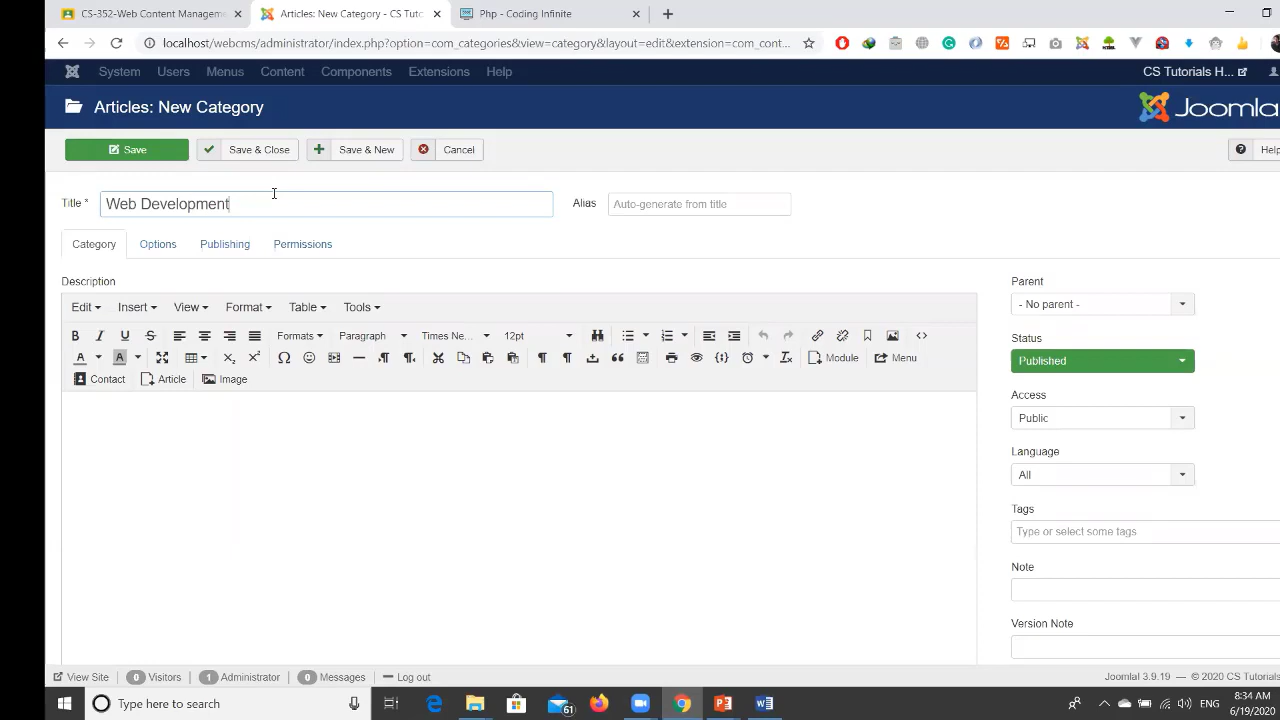 CS-352-Web Content Manageme
Articles: New Category - CS Tuto
Php - Coding Infinite
localhost/webcms/administrator/index.php?option=com_categories&view=category&layout=edit&extension=com_cont...
System Users Menus Content Components Extensions Help
CS Tutorials H...
Articles: New Category
Joomla
Save
Save & Close
Save & New
Cancel
Help
Title *
Web Development
Alias
Auto-generate from title
Category Options Publishing Permissions
Description
Edit Insert View Format Table Tools
Formats Paragraph Times Ne... 12pt
Module
Menu
Contact
Article
Image
Parent
- No parent -
Status
Published
Access
Public
Language
All
Tags
Type or select some tags
Note
Version Note
View Site 0 Visitors 1 Administrator 0 Messages Log out
Joomla! 3.9.19 — © 2020 CS Tutorials
Type here to search
61
ENG
8:34 AM
6/19/2020